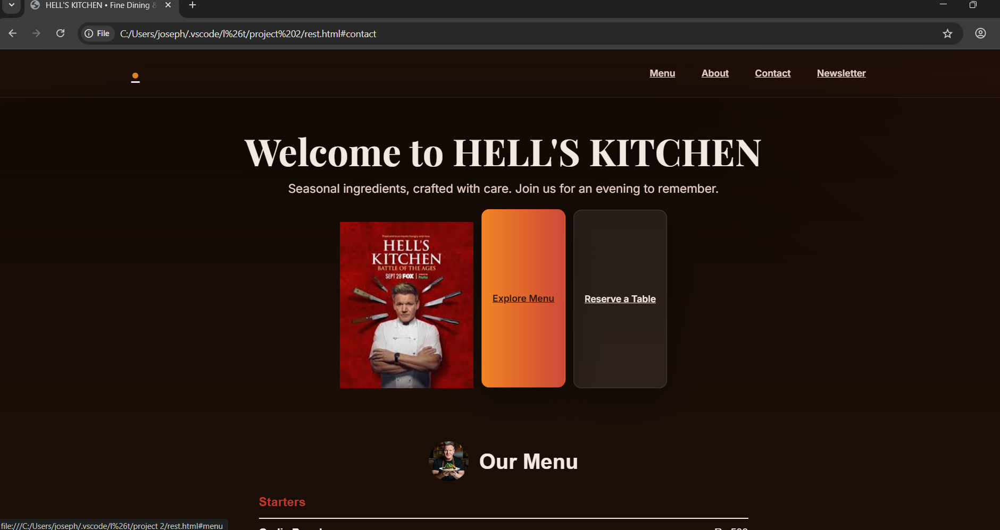 HELL'S KITCHEN • Fine Dining &
File
C:/Users/joseph/.vscode/l%26t/project%202/rest.html#contact
Menu
About
Contact
Newsletter
Welcome to HELL'S KITCHEN
Seasonal ingredients, crafted with care. Join us for an evening to remember.
HELL'S
KITCHEN
BATTLE OF THE AGES
SEPT 29 FOX | hulu
Explore Menu
Reserve a Table
Our Menu
Starters
file:///C:/Users/joseph/.vscode/l%26t/project 2/rest.html#menu